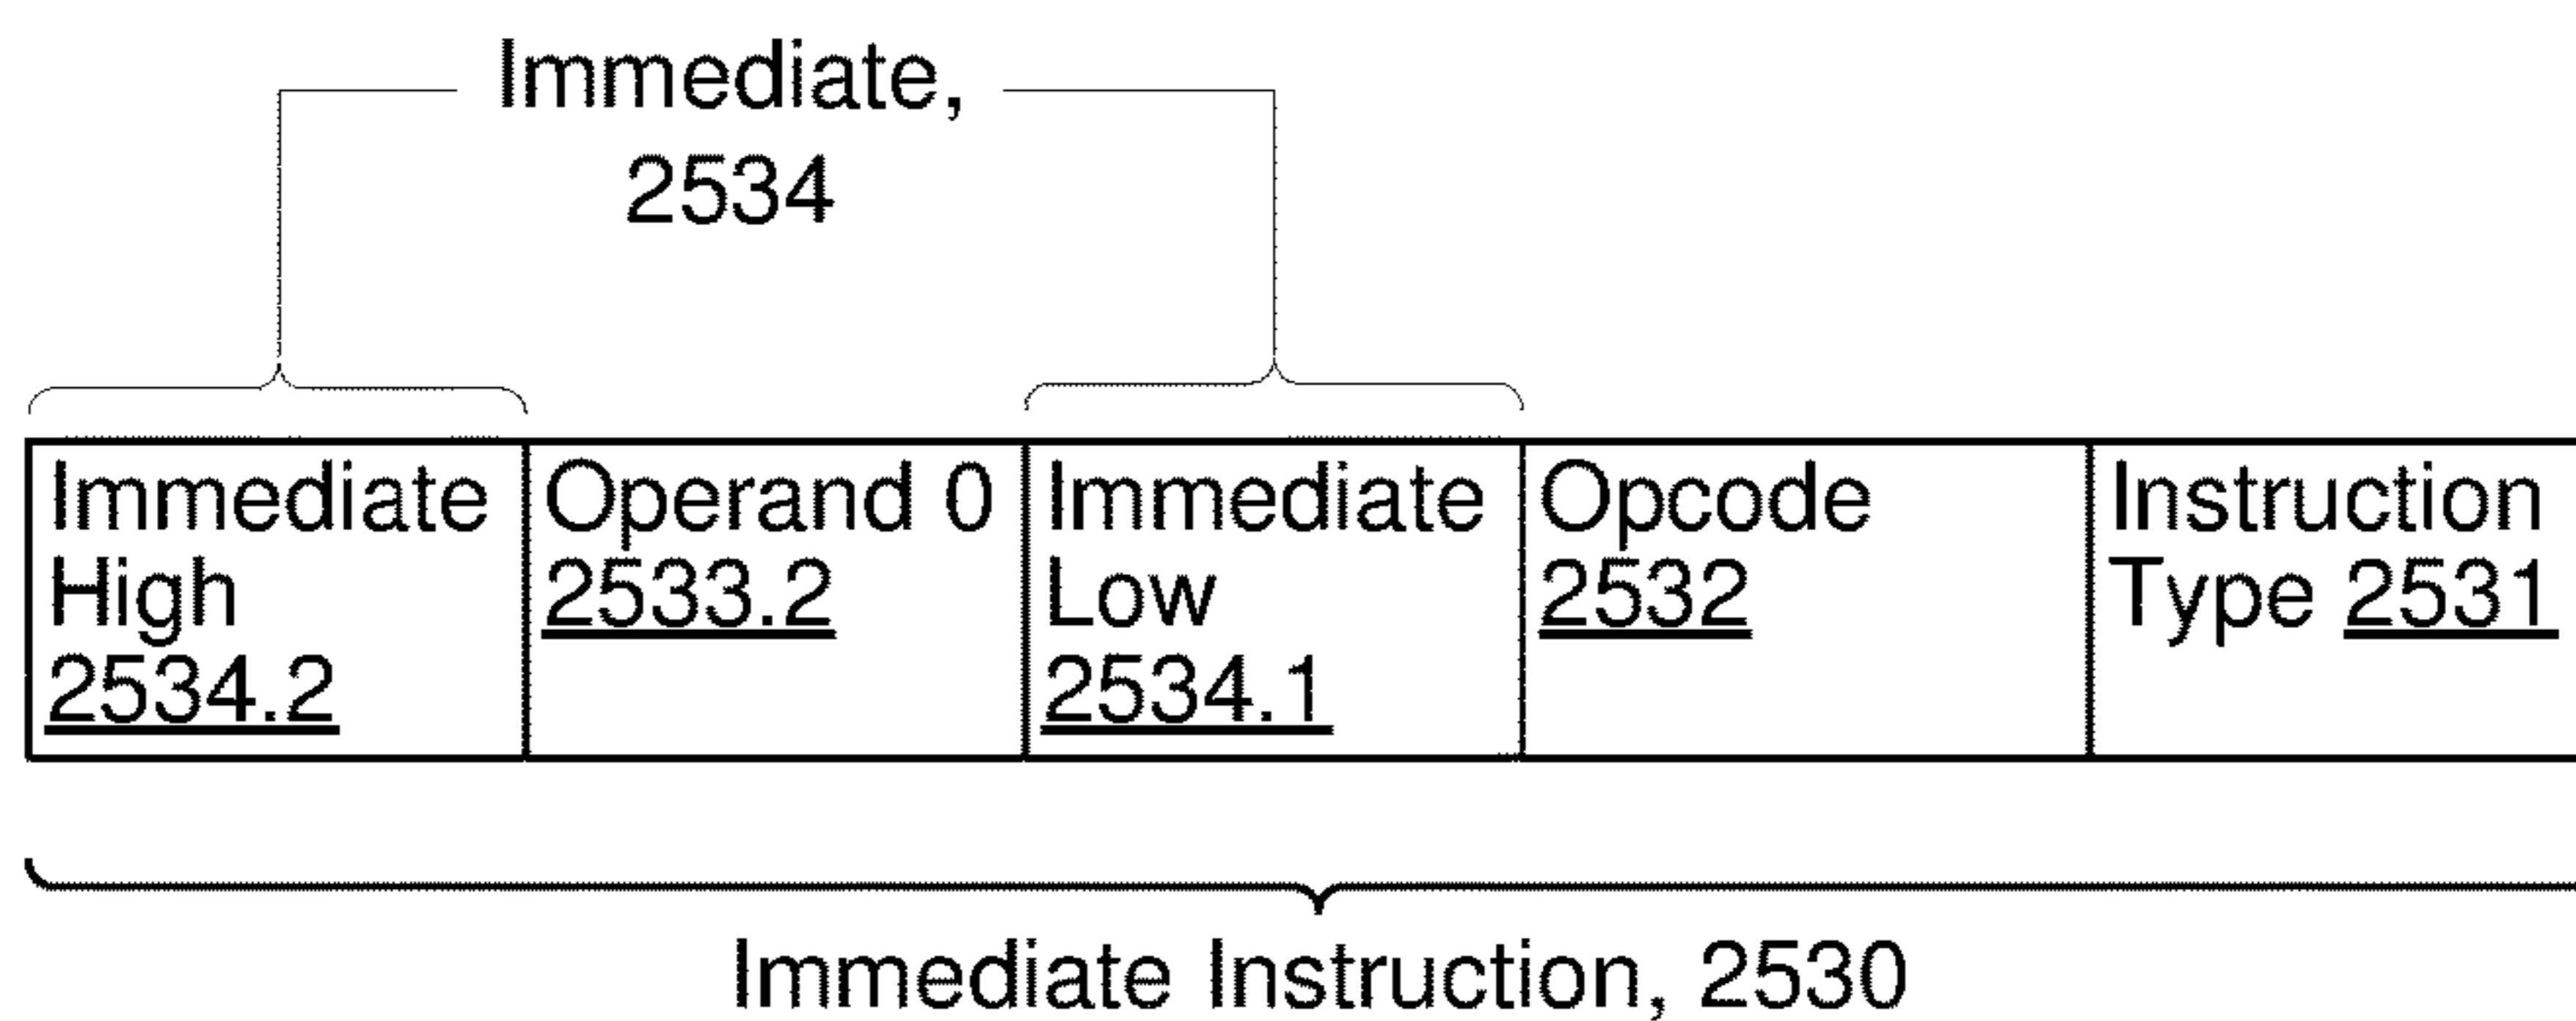 Immediate,
2534
Immediate
High
2534.2
Operand 0
2533.2
Immediate
Low
2534.1
Opcode
2532
Instruction
Type 2531
Immediate Instruction, 2530